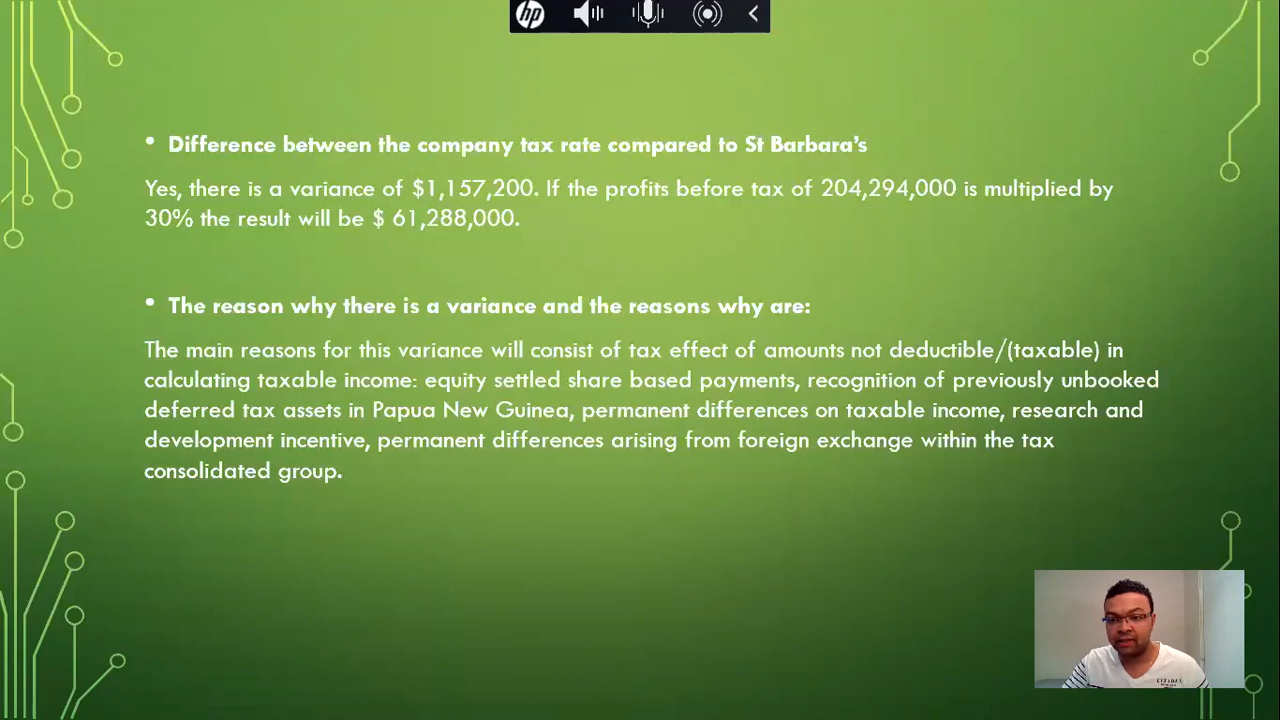 hp
• Difference between the company tax rate compared to St Barbara's
Yes, there is a variance of $1,157,200. If the profits before tax of 204,294,000 is multiplied by
30% the result will be $ 61,288,000.
• The reason why there is a variance and the reasons why are:
The main reasons for this variance will consist of tax effect of amounts not deductible/(taxable) in
calculating taxable income: equity settled share based payments, recognition of previously unbooked
deferred tax assets in Papua New Guinea, permanent differences on taxable income, research and
development incentive, permanent differences arising from foreign exchange within the tax
consolidated group.